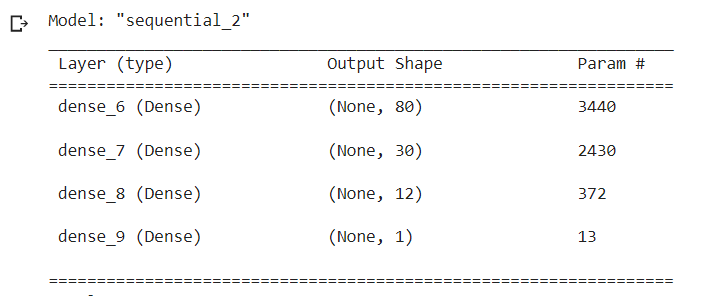 Model: "sequential_2"
Layer (type) Output Shape Param #
dense_6 (Dense) (None, 80) 3440
dense_7 (Dense) (None, 30) 2430
dense_8 (Dense) (None, 12) 372
dense_9 (Dense) (None, 1) 13